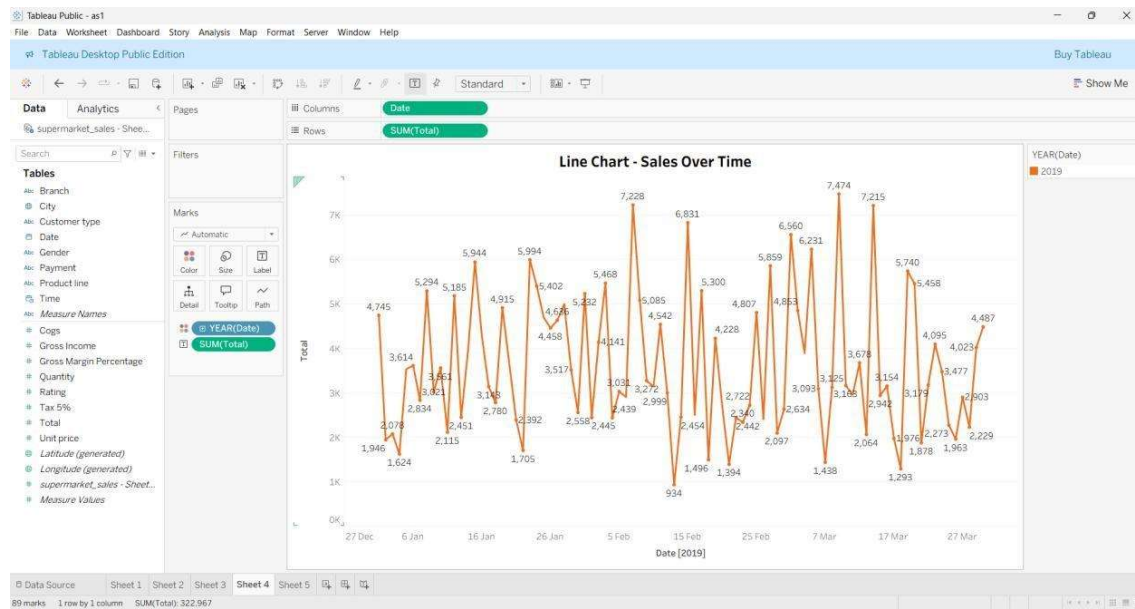 Tableau Public - as1
File Data Worksheet Dashboard Story Analysis Map Format Server Window Help
Tableau Desktop Public Edition
Buy Tableau
Standard
Show Me
Data Analytics
Pages
Columns
Date
supermarket_sales - Shee...
Rows
SUM(Total)
Search
Filters
Line Chart - Sales Over Time
YEAR(Date)
2019
Tables
Abc Branch
City
Abc Customer type
Date
Abc Gender
Abc Payment
Abc Product line
Time
Abc Measure Names
# Cogs
# Gross Income
# Gross Margin Percentage
# Quantity
# Rating
# Tax 5%
# Total
# Unit price
Latitude (generated)
Longitude (generated)
# supermarket_sales - Sheet...
# Measure Values
Marks
Automatic
Color Size Label
Detail Tooltip Path
YEAR(Date)
SUM(Total)
Total
7K
6K
5K
4K
3K
2K
1K
0K
7,474
7,228
7,215
6,831
6,560
6,231
5,944
5,994
5,859
5,740
5,468
5,458
5,402
5,294
5,185
5,232
5,300
5,085
4,915
4,807
4,853
4,745
4,636
4,542
4,458
4,487
4,228
4,141
4,095
4,023
3,614
3,661
3,678
3,517
3,477
3,272
3,143
3,154
3,125
3,179
3,163
3,093
3,031
3,021
2,999
2,942
2,903
2,834
2,780
2,722
2,634
2,558
2,451
2,454
2,445
2,439
2,442
2,392
2,340
2,273
2,229
2,115
2,097
2,078
2,064
1,976
1,963
1,946
1,878
1,705
1,624
1,496
1,438
1,394
1,293
934
27 Dec 6 Jan 16 Jan 26 Jan 5 Feb 15 Feb 25 Feb 7 Mar 17 Mar 27 Mar
Date [2019]
Data Source Sheet 1 Sheet 2 Sheet 3 Sheet 4 Sheet 5
89 marks 1 row by 1 column SUM(Total): 322,967